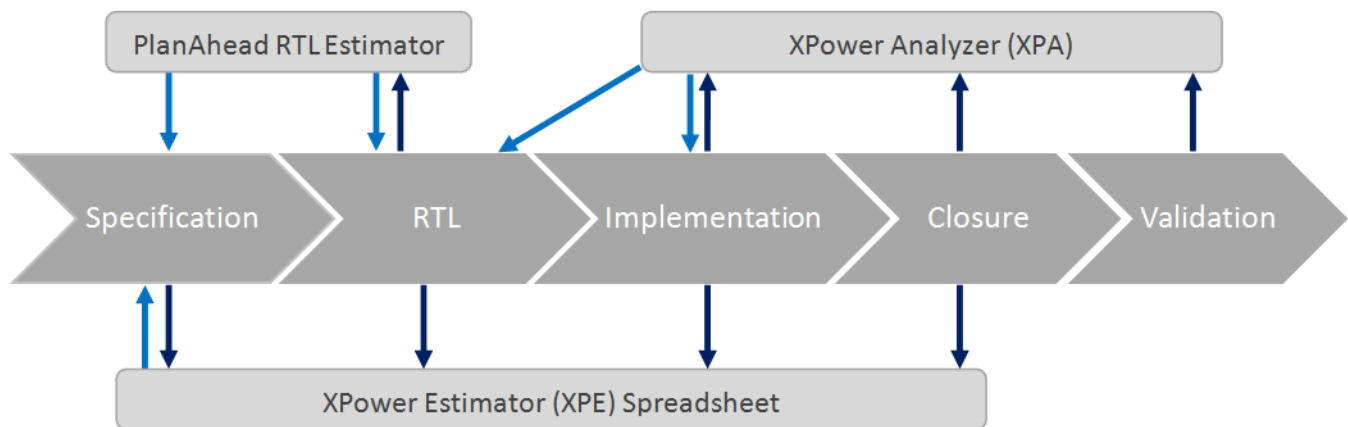 PlanAhead RTL Estimator
XPower Analyzer (XPA)
Specification
RTL
Implementation
Closure
Validation
XPower Estimator (XPE) Spreadsheet